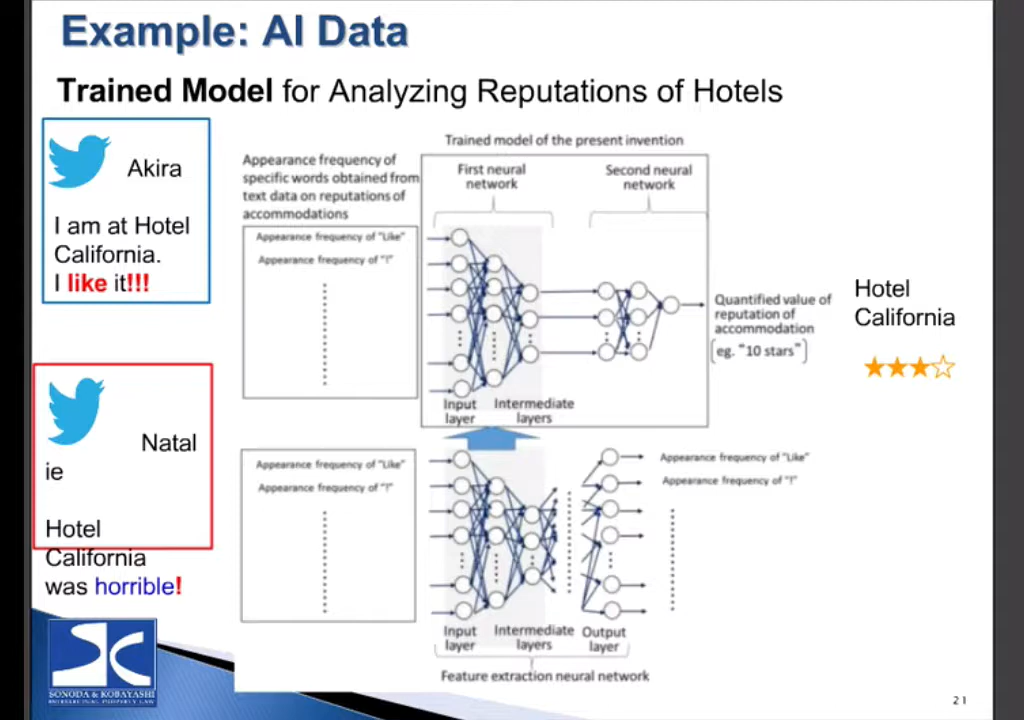 Example: AI Data
Trained Model for Analyzing Reputations of Hotels
Akira
I am at Hotel
California.
I like it!!!
Natal
ie
Hotel
California
was horrible!
Trained model of the present invention
Appearance frequency of
specific words obtained from
text data on reputations of
accommodations
First neural
network
Second neural
network
Appearance frequency of "Like"
Appearance frequency of "!"
Quantified value of
reputation of
accommodation
[eg. "10 stars"]
Input
layer
Intermediate
layers
Hotel
California
Appearance frequency of "Like"
Appearance frequency of "!"
Appearance frequency of "Like"
Appearance frequency of "!"
Input
layer
Intermediate
layers
Output
layer
Feature extraction neural network
SONODA & KOBAYASHI
INTELLECTUAL PROPERTY LAW
21